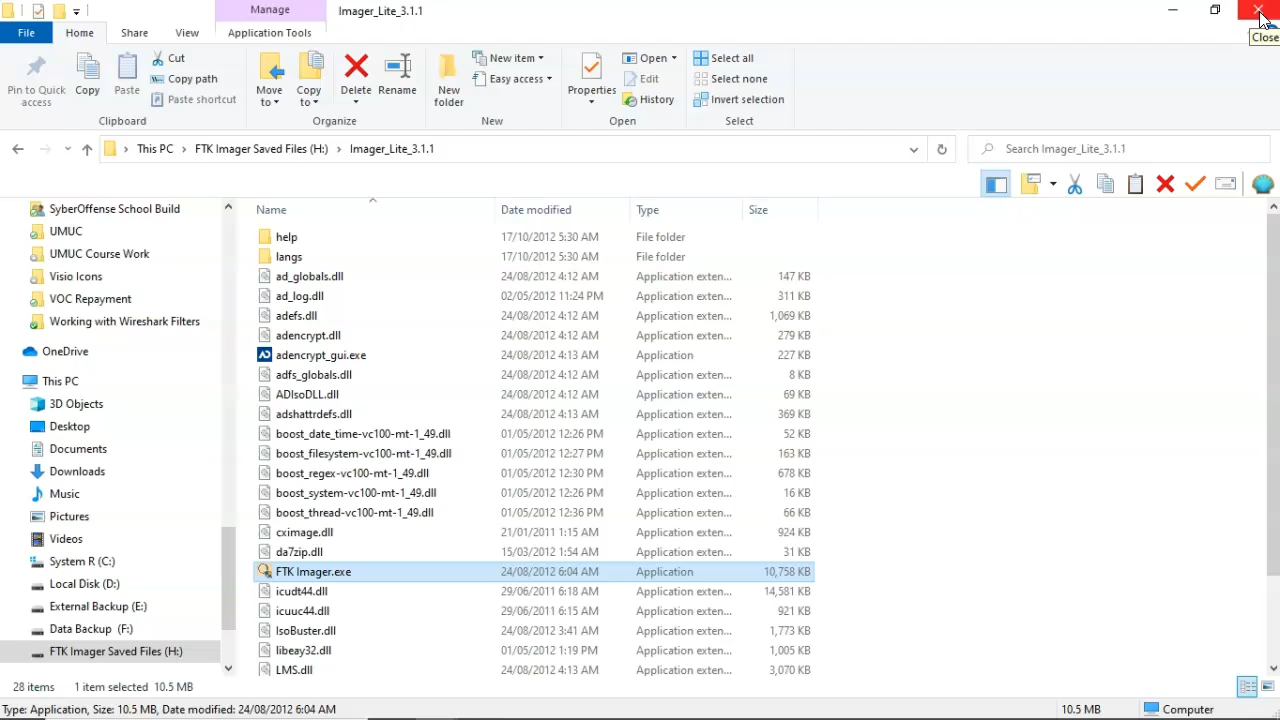 Manage
Imager_Lite_3.1.1
Close
File
Home
Share
View
Application Tools
Pin to Quick access
Copy
Paste
Cut
Copy path
Paste shortcut
Clipboard
Move to
Copy to
Delete
Rename
Organize
New folder
New item
Easy access
New
Properties
Open
Edit
History
Open
Select all
Select none
Invert selection
Select
This PC > FTK Imager Saved Files (H:) > Imager_Lite_3.1.1
Search Imager_Lite_3.1.1
SyberOffense School Build
UMUC
UMUC Course Work
Visio Icons
VOC Repayment
Working with Wireshark Filters
OneDrive
This PC
3D Objects
Desktop
Documents
Downloads
Music
Pictures
Videos
System R (C:)
Local Disk (D:)
External Backup (E:)
Data Backup (F:)
FTK Imager Saved Files (H:)
Name Date modified Type Size
help 17/10/2012 5:30 AM File folder
langs 17/10/2012 5:30 AM File folder
ad_globals.dll 24/08/2012 4:12 AM Application exten... 147 KB
ad_log.dll 02/05/2012 11:24 PM Application exten... 311 KB
adefs.dll 24/08/2012 4:12 AM Application exten... 1,069 KB
adencrypt.dll 24/08/2012 4:12 AM Application exten... 279 KB
adencrypt_gui.exe 24/08/2012 4:13 AM Application 227 KB
adfs_globals.dll 24/08/2012 4:12 AM Application exten... 8 KB
ADIsoDLL.dll 24/08/2012 4:12 AM Application exten... 69 KB
adshattrdefs.dll 24/08/2012 4:13 AM Application exten... 369 KB
boost_date_time-vc100-mt-1_49.dll 01/05/2012 12:26 PM Application exten... 52 KB
boost_filesystem-vc100-mt-1_49.dll 01/05/2012 12:27 PM Application exten... 163 KB
boost_regex-vc100-mt-1_49.dll 01/05/2012 12:30 PM Application exten... 678 KB
boost_system-vc100-mt-1_49.dll 01/05/2012 12:26 PM Application exten... 16 KB
boost_thread-vc100-mt-1_49.dll 01/05/2012 12:36 PM Application exten... 66 KB
cximage.dll 21/01/2011 1:15 AM Application exten... 924 KB
da7zip.dll 15/03/2012 1:54 AM Application exten... 31 KB
FTK Imager.exe 24/08/2012 6:04 AM Application 10,758 KB
icudt44.dll 29/06/2011 6:18 AM Application exten... 14,581 KB
icuuc44.dll 29/06/2011 6:15 AM Application exten... 921 KB
IsoBuster.dll 24/08/2012 3:41 AM Application exten... 1,773 KB
libeay32.dll 01/05/2012 1:19 PM Application exten... 1,005 KB
LMS.dll 24/08/2012 4:13 AM Application exten... 3,070 KB
28 items 1 item selected 10.5 MB
Type: Application, Size: 10.5 MB, Date modified: 24/08/2012 6:04 AM 10.5 MB Computer